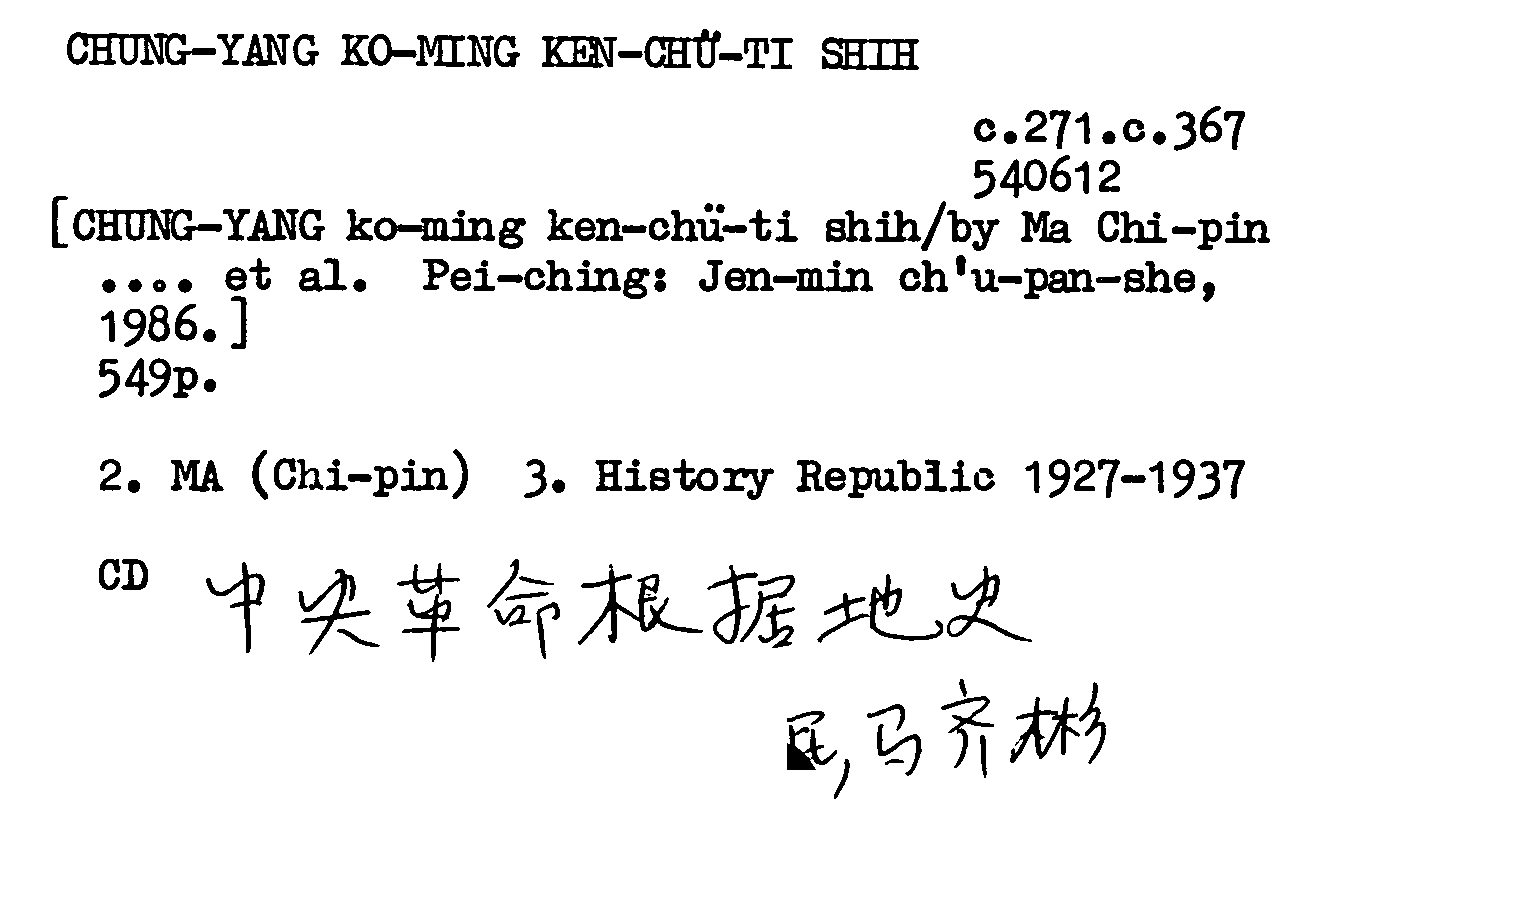 CHUNG-YANG KO-MING KEN-CHÜ-TI SHIH
c.271.c.367
540612
[CHUNG-YANG ko-ming ken-chü-ti shih/by Ma Chi-pin
.... et al. Pei-ching: Jen-min ch'u-pan-she,
1986.]
549p.
2. MA (Chi-pin) 3. History Republic 1927-1937
CD 中央革命根据地史
民, 马齐彬